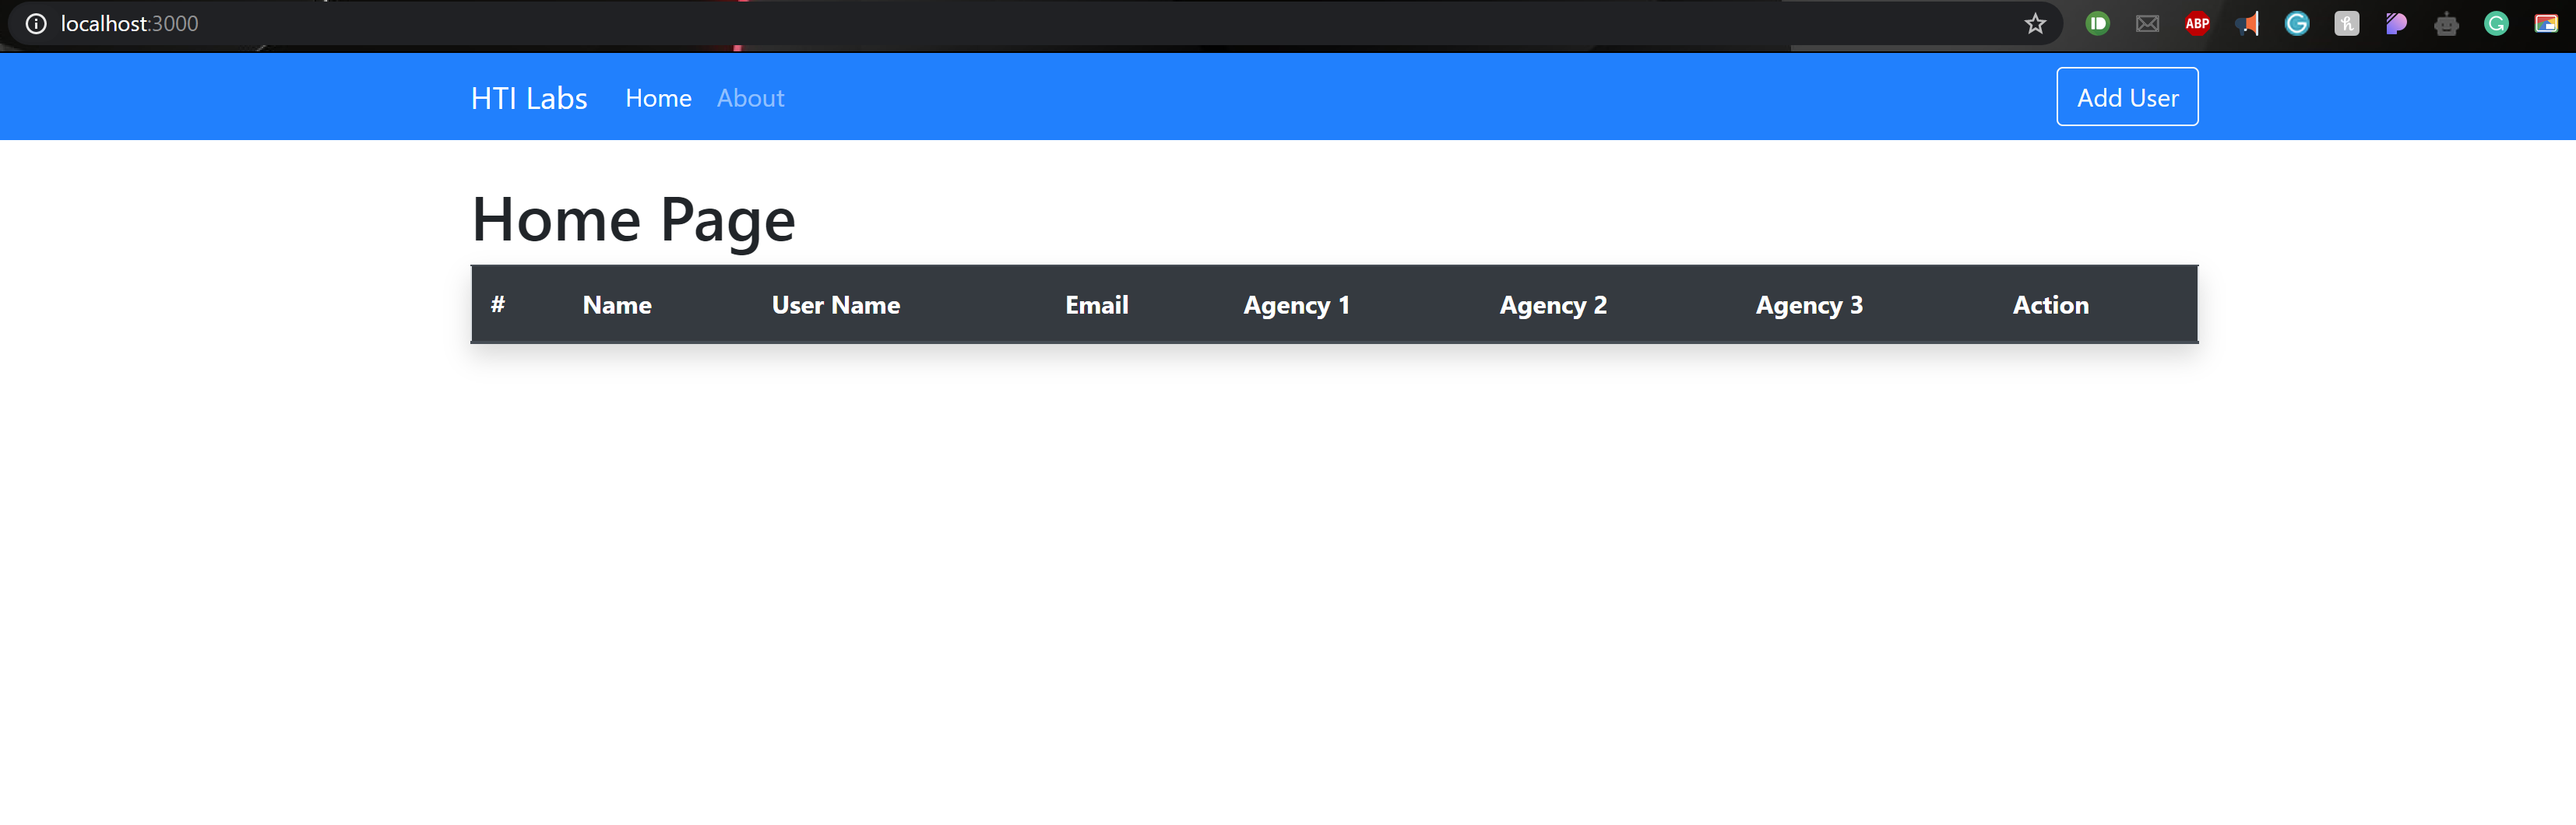 localhost:3000
ABP
HTI Labs Home About Add User
Home Page
# Name User Name Email Agency 1 Agency 2 Agency 3 Action